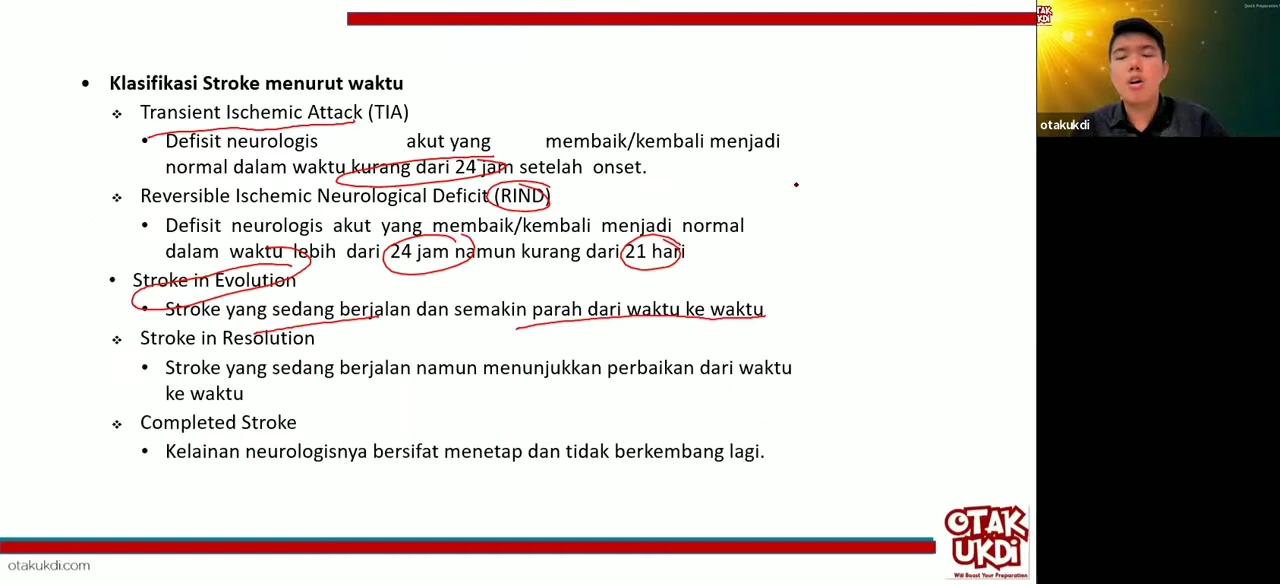 Klasifikasi Stroke menurut waktu
Transient Ischemic Attack (TIA)
Defisit neurologis akut yang membaik/kembali menjadi
normal dalam waktu kurang dari 24 jam setelah onset.
Reversible Ischemic Neurological Deficit (RIND)
Defisit neurologis akut yang membaik/kembali menjadi normal
dalam waktu lebih dari 24 jam namun kurang dari 21 hari
Stroke in Evolution
Stroke yang sedang berjalan dan semakin parah dari waktu ke waktu
Stroke in Resolution
Stroke yang sedang berjalan namun menunjukkan perbaikan dari waktu
ke waktu
Completed Stroke
Kelainan neurologisnya bersifat menetap dan tidak berkembang lagi.
OTAK
UKDi
Will Boost Your Preparation
otakukdi.com
otakukdi